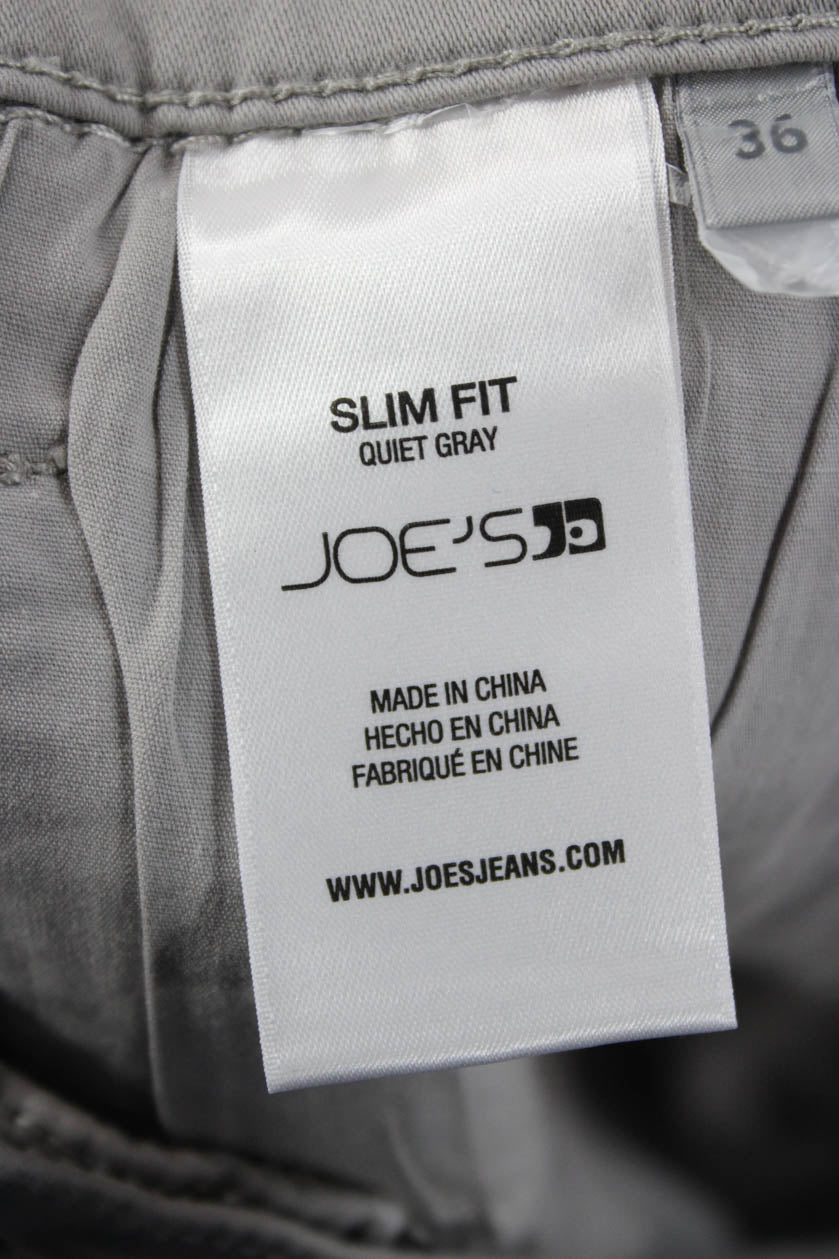 36
SLIM FIT
QUIET GRAY
JOE'S
MADE IN CHINA
HECHO EN CHINA
FABRIQUÉ EN CHINE
WWW.JOESJEANS.COM